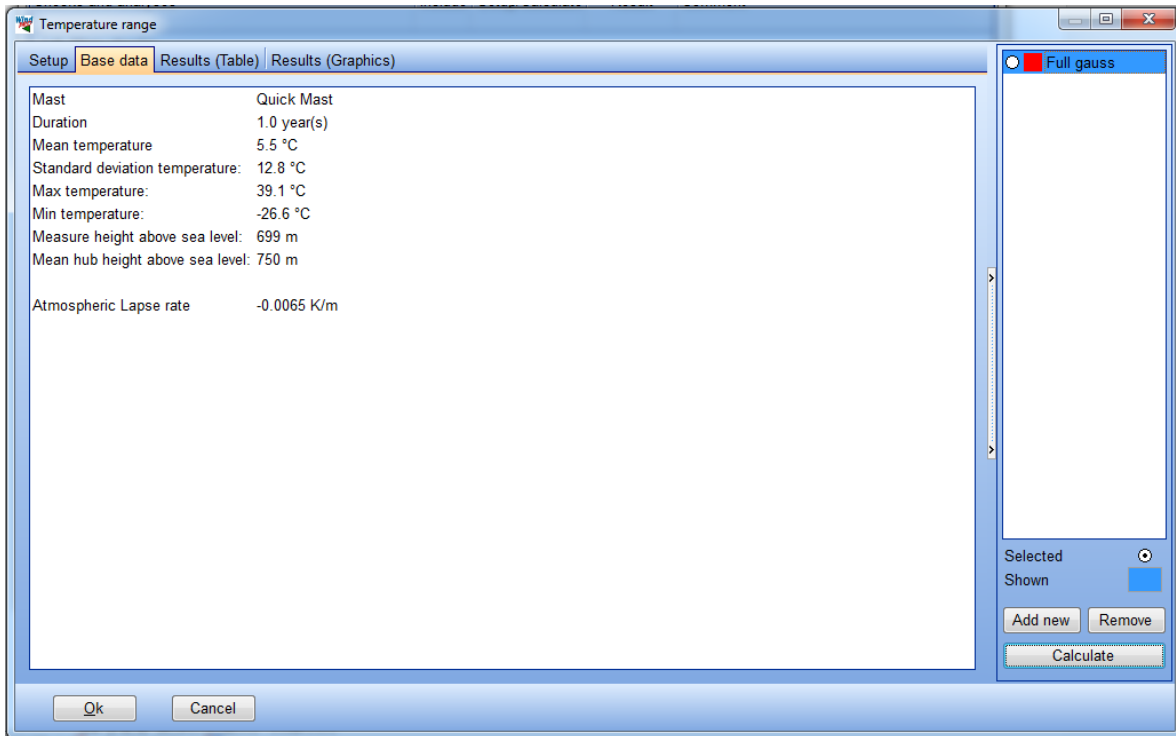 Temperature range
Setup Base data Results (Table) Results (Graphics)
Mast Quick Mast
Duration 1.0 year(s)
Mean temperature 5.5 °C
Standard deviation temperature: 12.8 °C
Max temperature: 39.1 °C
Min temperature: -26.6 °C
Measure height above sea level: 699 m
Mean hub height above sea level: 750 m
Atmospheric Lapse rate -0.0065 K/m
Full gauss
Selected
Shown
Add new Remove
Calculate
Ok Cancel